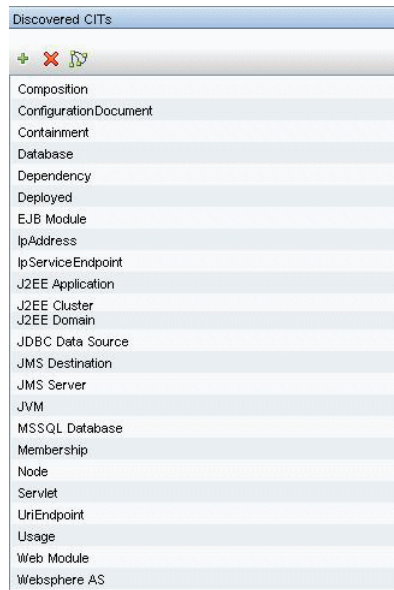 Discovered CITs
Composition
ConfigurationDocument
Containment
Database
Dependency
Deployed
EJB Module
IpAddress
IpServiceEndpoint
J2EE Application
J2EE Cluster
J2EE Domain
JDBC Data Source
JMS Destination
JMS Server
JVM
MSSQL Database
Membership
Node
Servlet
UriEndpoint
Usage
Web Module
Websphere AS